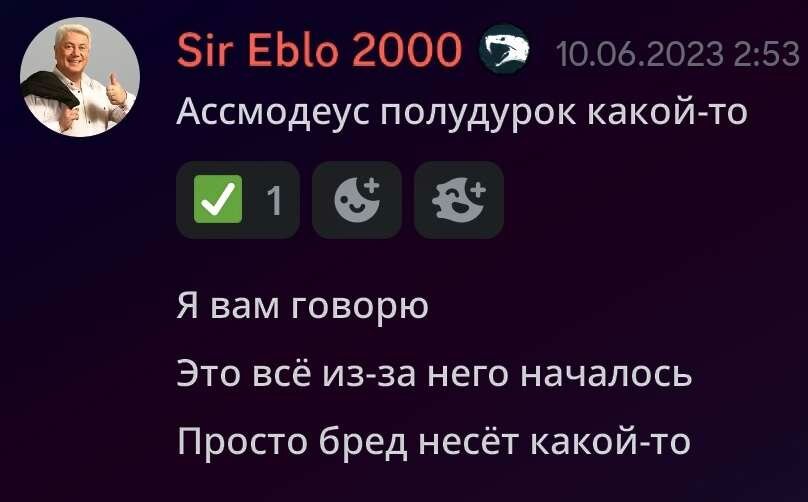 Sir Eblo 2000 10.06.2023 2:53
Ассмодеус полудурок какой-то
1
Я вам говорю
Это всё из-за него началось
Просто бред несёт какой-то